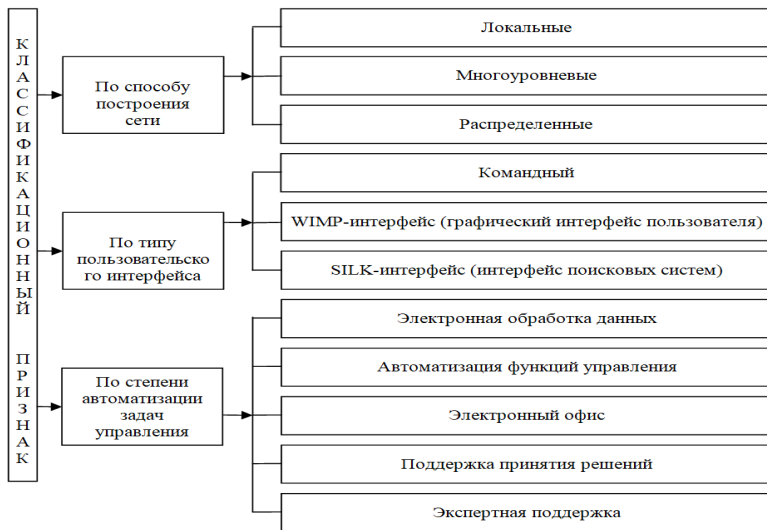 КЛАССИФИКАЦИОННЫЙ ПРИЗНАК
По способу
построения
сети
Локальные
Многоуровневые
Распределенные
По типу
пользовательско
го интерфейса
Командный
WIMP-интерфейс (графический интерфейс пользователя)
SILK-интерфейс (интерфейс поисковых систем)
По степени
автоматизации
задач
управления
Электронная обработка данных
Автоматизация функций управления
Электронный офис
Поддержка принятия решений
Экспертная поддержка